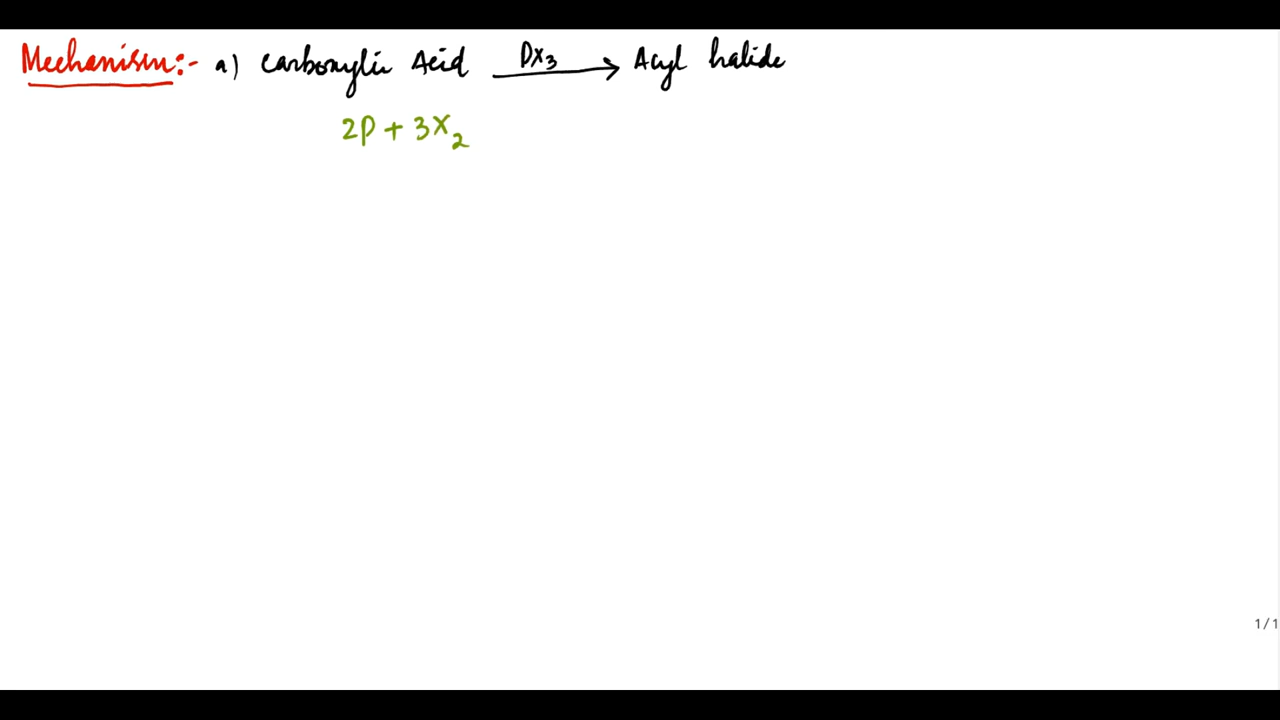 Mechanism:- a) Carboxylic Acid PX3 → Acyl halide
2P + 3X2
1/1